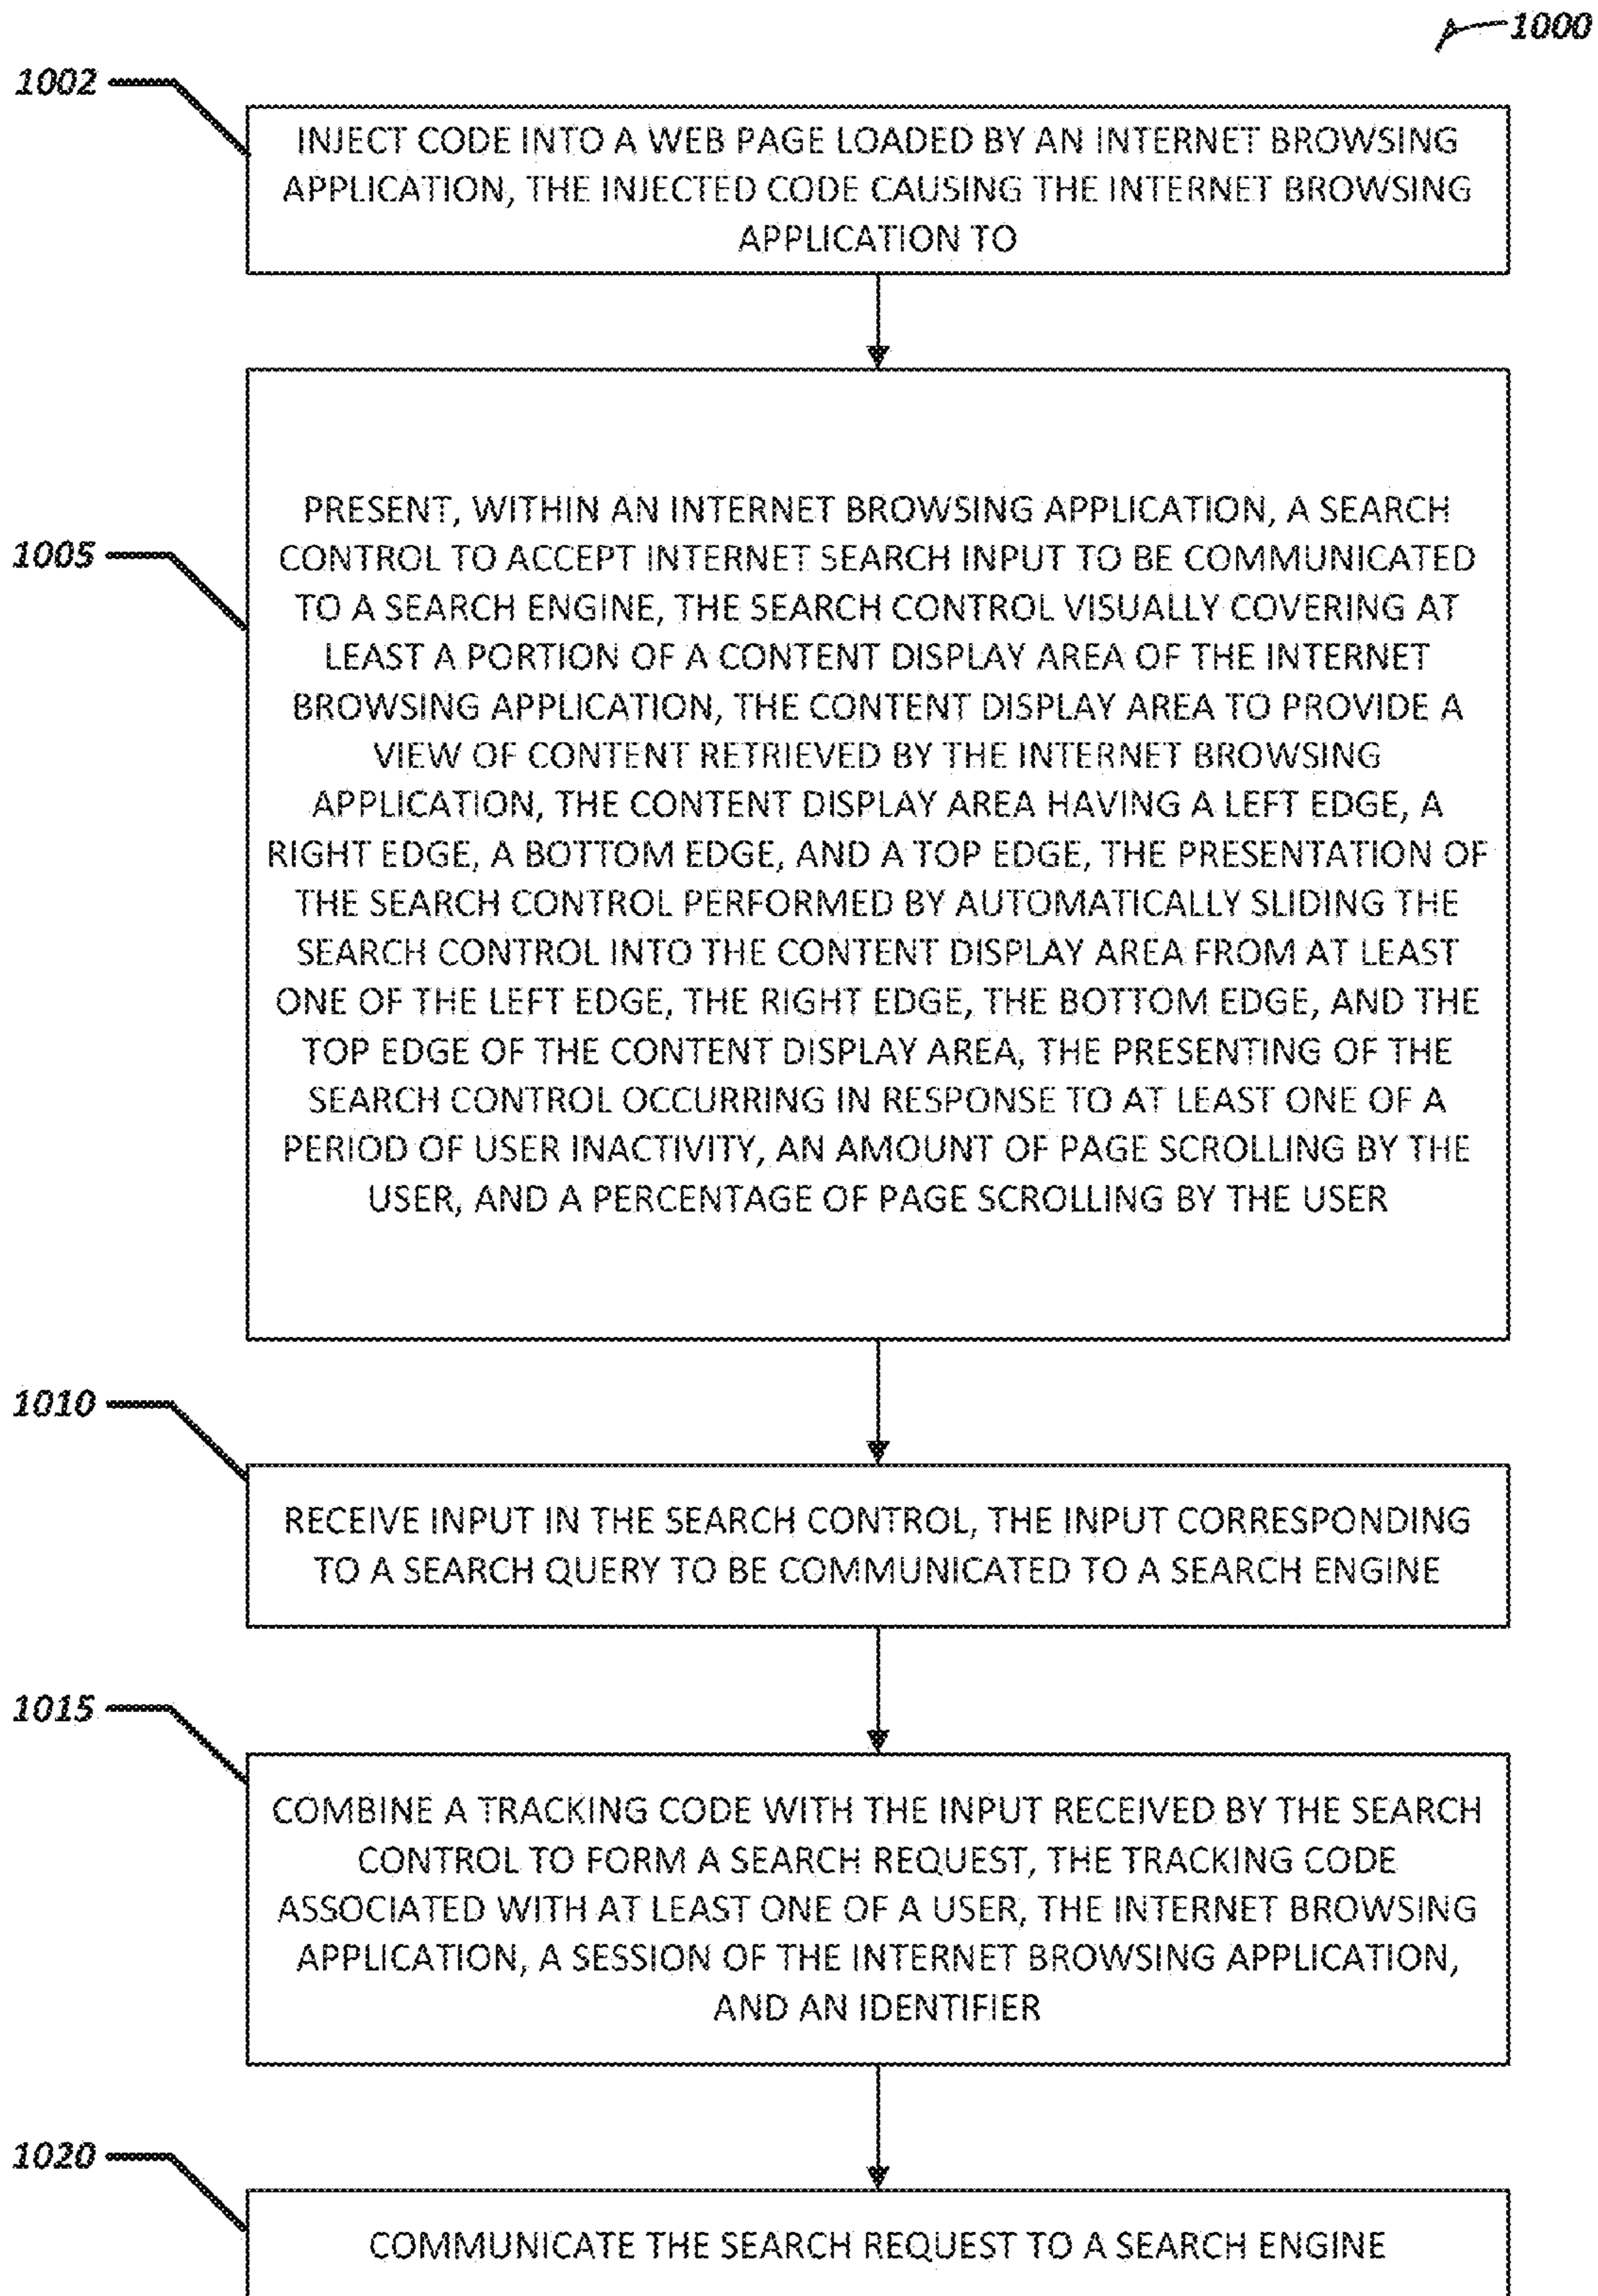 1000
1002
INJECT CODE INTO A WEB PAGE LOADED BY AN INTERNET BROWSING
APPLICATION, THE INJECTED CODE CAUSING THE INTERNET BROWSING
APPLICATION TO
1005
PRESENT, WITHIN AN INTERNET BROWSING APPLICATION, A SEARCH
CONTROL TO ACCEPT INTERNET SEARCH INPUT TO BE COMMUNICATED
TO A SEARCH ENGINE, THE SEARCH CONTROL VISUALLY COVERING AT
LEAST A PORTION OF A CONTENT DISPLAY AREA OF THE INTERNET
BROWSING APPLICATION, THE CONTENT DISPLAY AREA TO PROVIDE A
VIEW OF CONTENT RETRIEVED BY THE INTERNET BROWSING
APPLICATION, THE CONTENT DISPLAY AREA HAVING A LEFT EDGE, A
RIGHT EDGE, A BOTTOM EDGE, AND A TOP EDGE, THE PRESENTATION OF
THE SEARCH CONTROL PERFORMED BY AUTOMATICALLY SLIDING THE
SEARCH CONTROL INTO THE CONTENT DISPLAY AREA FROM AT LEAST
ONE OF THE LEFT EDGE, THE RIGHT EDGE, THE BOTTOM EDGE, AND THE
TOP EDGE OF THE CONTENT DISPLAY AREA, THE PRESENTING OF THE
SEARCH CONTROL OCCURRING IN RESPONSE TO AT LEAST ONE OF A
PERIOD OF USER INACTIVITY, AN AMOUNT OF PAGE SCROLLING BY THE
USER, AND A PERCENTAGE OF PAGE SCROLLING BY THE USER
1010
RECEIVE INPUT IN THE SEARCH CONTROL, THE INPUT CORRESPONDING
TO A SEARCH QUERY TO BE COMMUNICATED TO A SEARCH ENGINE
1015
COMBINE A TRACKING CODE WITH THE INPUT RECEIVED BY THE SEARCH
CONTROL TO FORM A SEARCH REQUEST, THE TRACKING CODE
ASSOCIATED WITH AT LEAST ONE OF A USER, THE INTERNET BROWSING
APPLICATION, A SESSION OF THE INTERNET BROWSING APPLICATION,
AND AN IDENTIFIER
1020
COMMUNICATE THE SEARCH REQUEST TO A SEARCH ENGINE